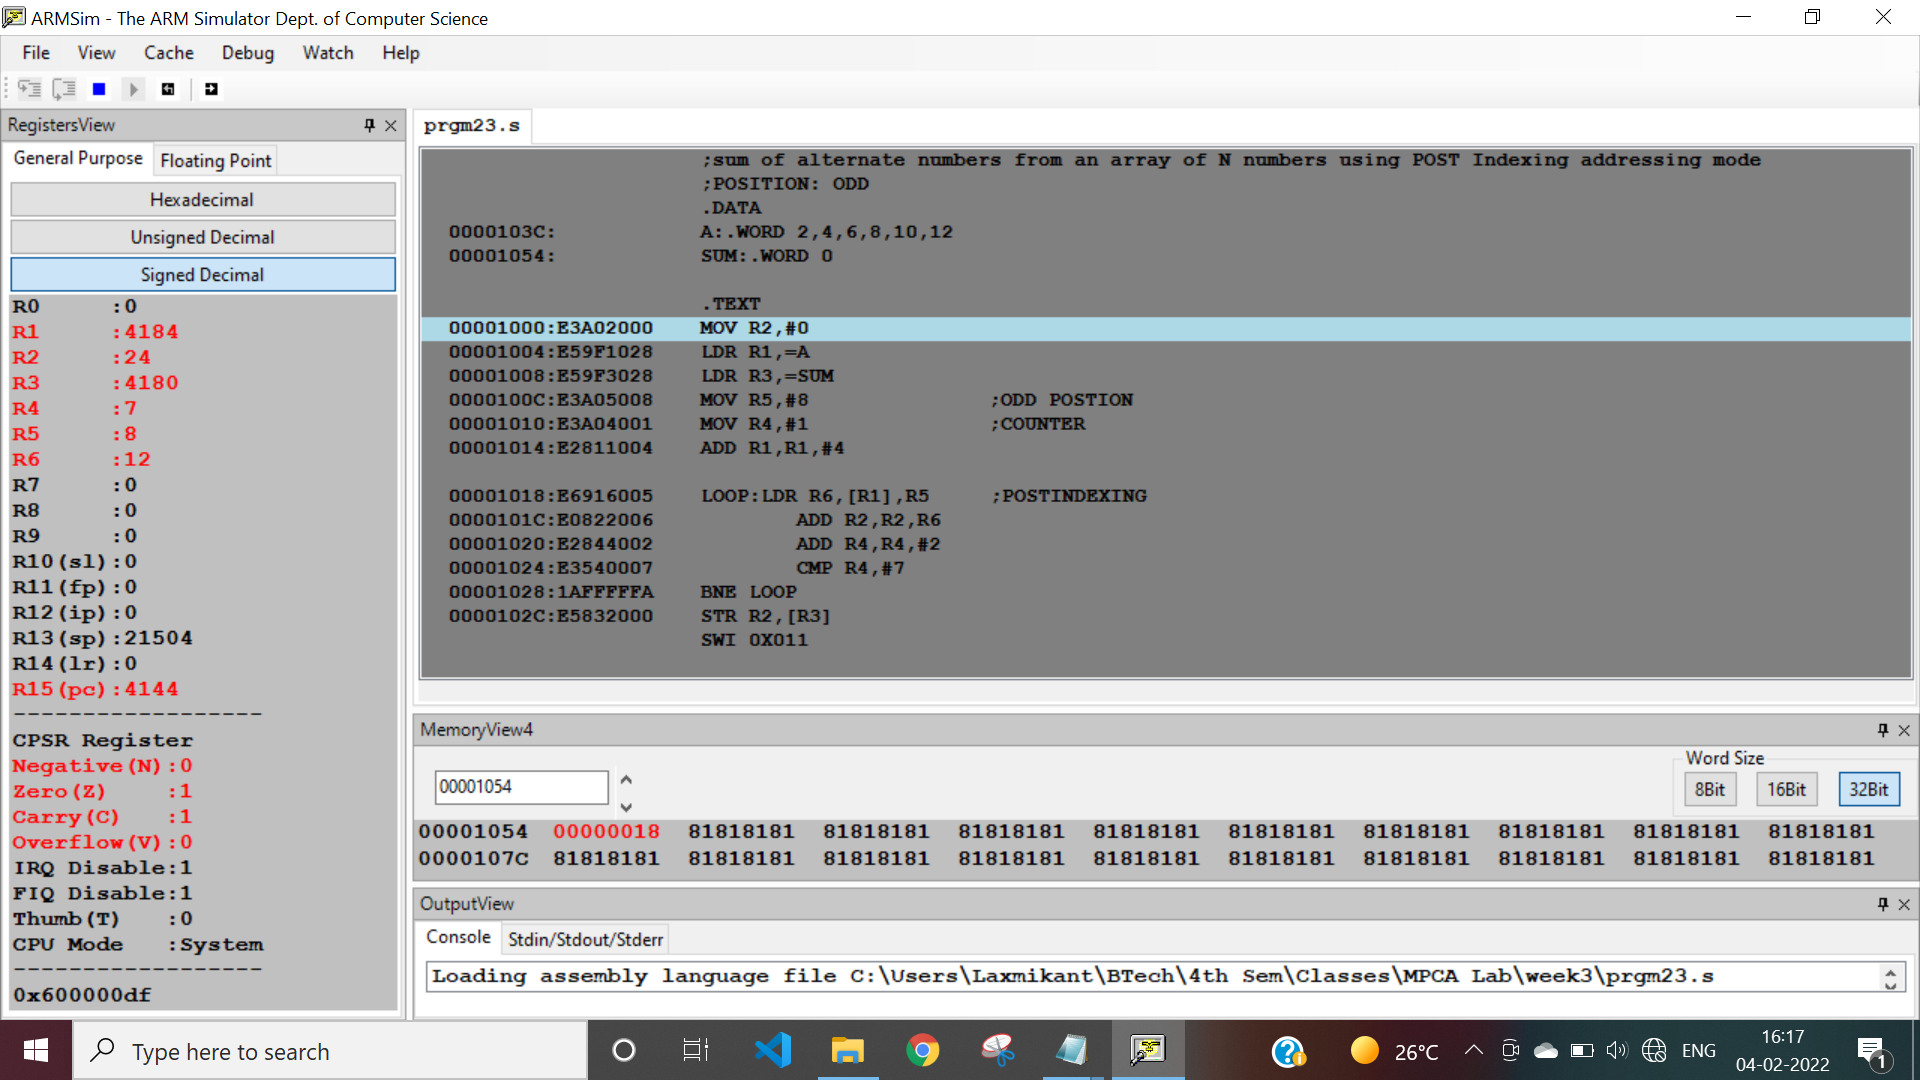 ARMSim - The ARM Simulator Dept. of Computer Science
File View Cache Debug Watch Help
RegistersView
General Purpose Floating Point
Hexadecimal
Unsigned Decimal
Signed Decimal
R0 :0
R1 :4184
R2 :24
R3 :4180
R4 :7
R5 :8
R6 :12
R7 :0
R8 :0
R9 :0
R10(sl):0
R11(fp):0
R12(ip):0
R13(sp):21504
R14(lr):0
R15(pc):4144
------------------
CPSR Register
Negative(N):0
Zero(Z) :1
Carry(C) :1
Overflow(V):0
IRQ Disable:1
FIQ Disable:1
Thumb(T) :0
CPU Mode :System
------------------
0x600000df
prgm23.s
;sum of alternate numbers from an array of N numbers using POST Indexing addressing mode
;POSITION: ODD
.DATA
0000103C: A:.WORD 2,4,6,8,10,12
00001054: SUM:.WORD 0
.TEXT
00001000:E3A02000 MOV R2,#0
00001004:E59F1028 LDR R1,=A
00001008:E59F3028 LDR R3,=SUM
0000100C:E3A05008 MOV R5,#8 ;ODD POSTION
00001010:E3A04001 MOV R4,#1 ;COUNTER
00001014:E2811004 ADD R1,R1,#4
00001018:E6916005 LOOP:LDR R6,[R1],R5 ;POSTINDEXING
0000101C:E0822006 ADD R2,R2,R6
00001020:E2844002 ADD R4,R4,#2
00001024:E3540007 CMP R4,#7
00001028:1AFFFFFA BNE LOOP
0000102C:E5832000 STR R2,[R3]
SWI 0X011
MemoryView4
00001054
Word Size
8Bit 16Bit 32Bit
00001054 00000018 81818181 81818181 81818181 81818181 81818181 81818181 81818181 81818181 81818181
0000107C 81818181 81818181 81818181 81818181 81818181 81818181 81818181 81818181 81818181 81818181
OutputView
Console Stdin/Stdout/Stderr
Loading assembly language file C:\Users\Laxmikant\BTech\4th Sem\Classes\MPCA Lab\week3\prgm23.s
Type here to search
26°C
ENG
16:17
04-02-2022
1